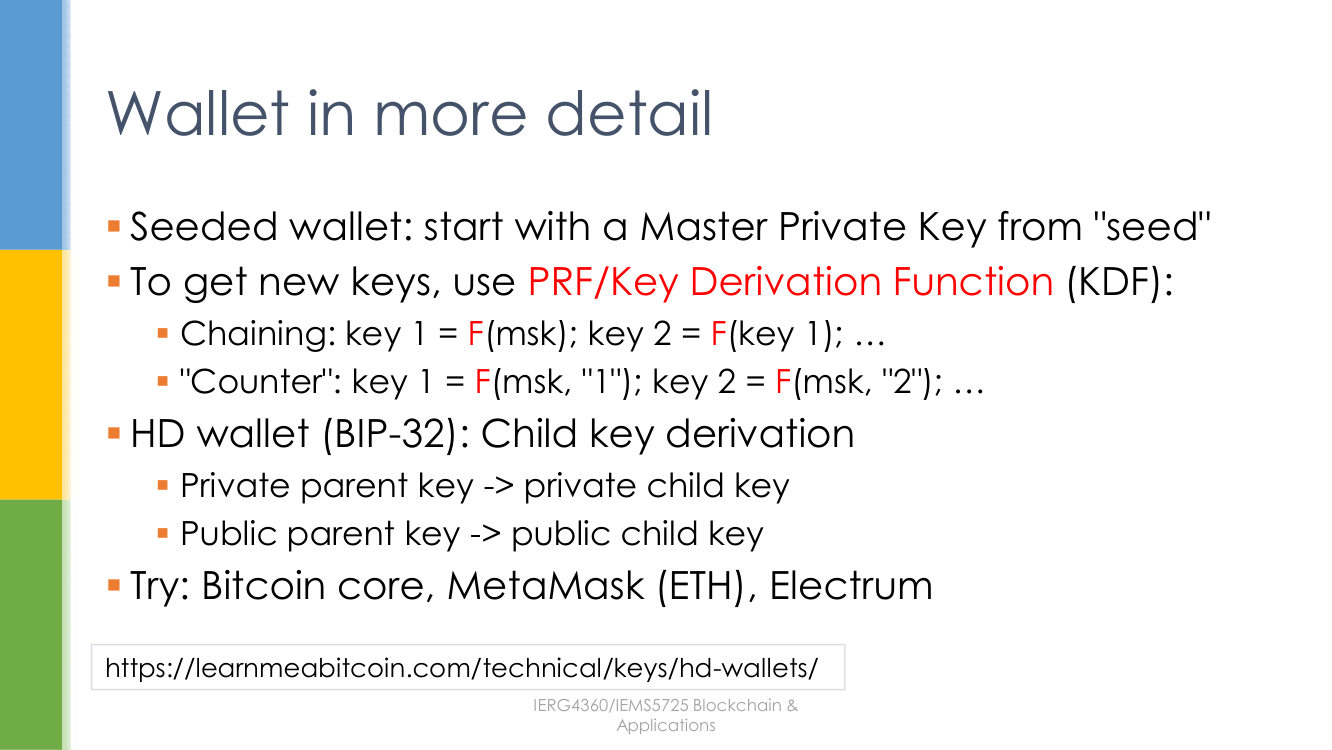 Wallet in more detail
Seeded wallet: start with a Master Private Key from "seed"
To get new keys, use PRF/Key Derivation Function (KDF):
Chaining: key 1 = F(msk); key 2 = F(key 1); …
"Counter": key 1 = F(msk, "1"); key 2 = F(msk, "2"); …
HD wallet (BIP-32): Child key derivation
Private parent key -> private child key
Public parent key -> public child key
Try: Bitcoin core, MetaMask (ETH), Electrum
https://learnmeabitcoin.com/technical/keys/hd-wallets/
IERG4360/IEMS5725 Blockchain &
Applications